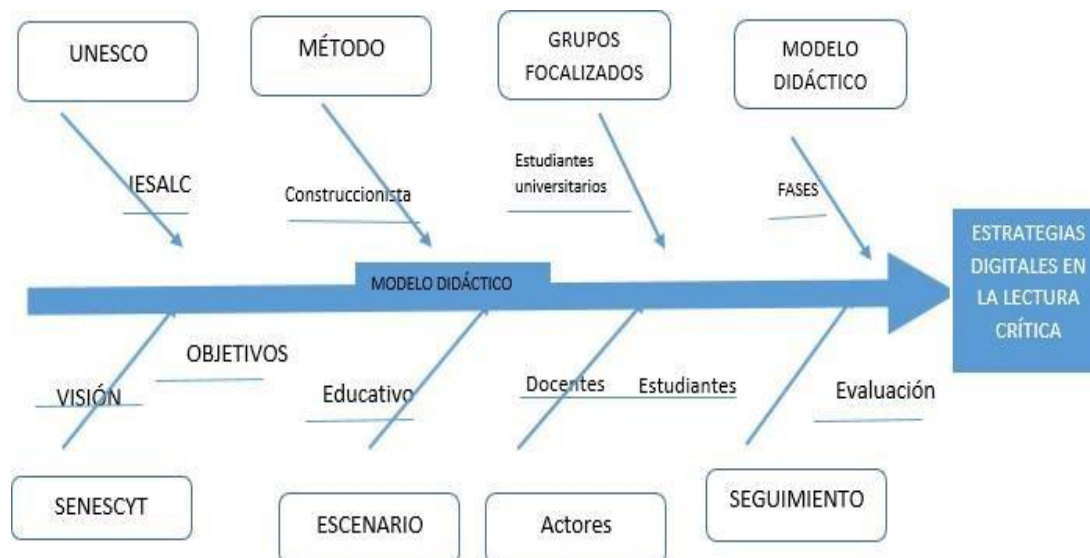 UNESCO
MÉTODO
GRUPOS
FOCALIZADOS
MODELO
DIDÁCTICO
IESALC
Construccionista
Estudiantes
universitarios
FASES
MODELO DIDÁCTICO
ESTRATEGIAS
DIGITALES EN
LA LECTURA
CRÍTICA
VISIÓN
OBJETIVOS
Educativo
Docentes
Estudiantes
Evaluación
SENESCYT
ESCENARIO
Actores
SEGUIMIENTO